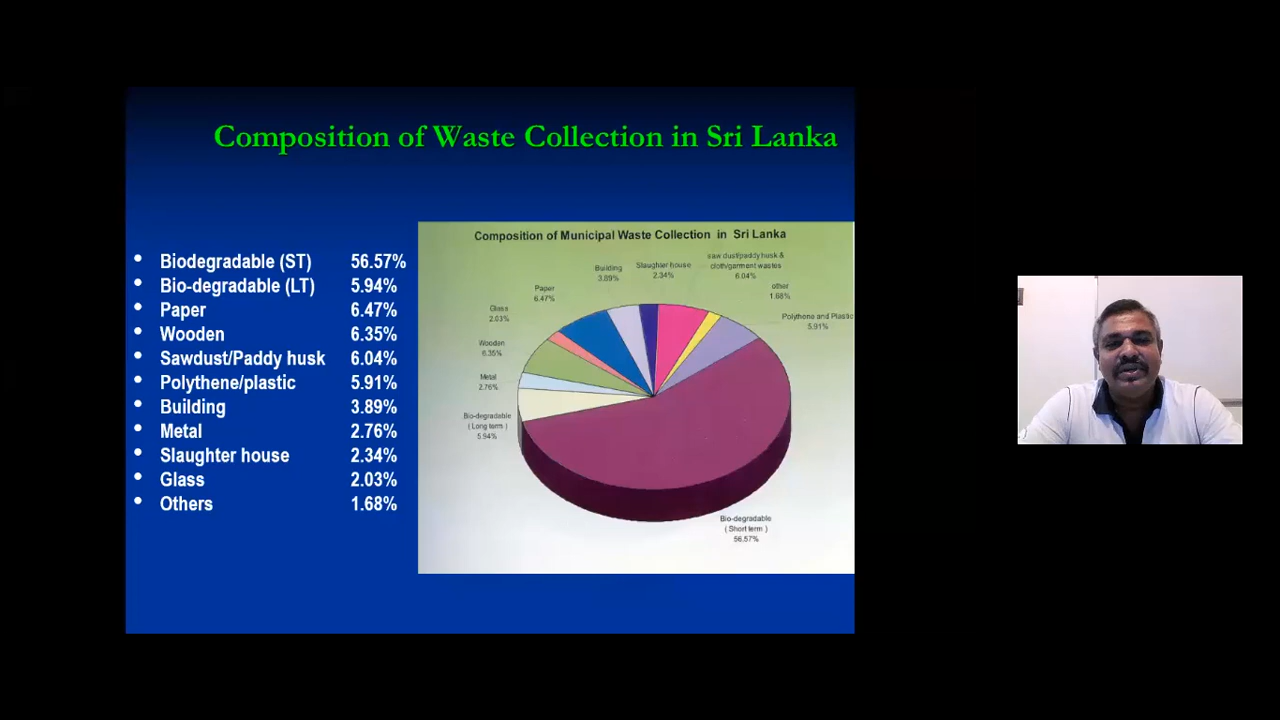 Composition of Waste Collection in Sri Lanka
• Biodegradable (ST) 56.57%
• Bio-degradable (LT) 5.94%
• Paper 6.47%
• Wooden 6.35%
• Sawdust/Paddy husk 6.04%
• Polythene/plastic 5.91%
• Building 3.89%
• Metal 2.76%
• Slaughter house 2.34%
• Glass 2.03%
• Others 1.68%
Composition of Municipal Waste Collection in Sri Lanka
saw dust/paddy husk &
cloth/garment wastes
6.04%
Slaughter house
2.34%
Building
3.89%
other
1.68%
Paper
6.47%
Polythene and Plastic
5.91%
Glass
2.03%
Wooden
6.35%
Metal
2.76%
Bio-degradable
( Long term )
5.94%
Bio-degradable
( Short term )
56.57%